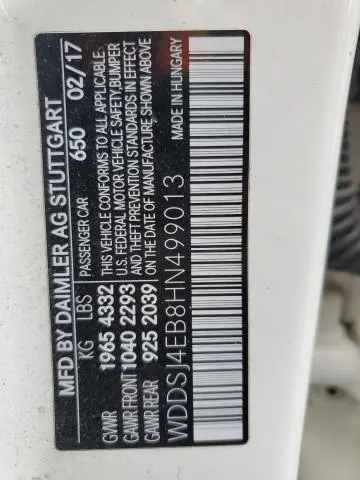 MFD BY DAIMLER AG STUTTGART
KG LBS PASSENGER CAR 650 02/17
GVWR 1965 4332 THIS VEHICLE CONFORMS TO ALL APPLICABLE
GAWR FRONT 1040 2293 U.S. FEDERAL MOTOR VEHICLE SAFETY, BUMPER
AND THEFT PREVENTION STANDARDS IN EFFECT
GAWR REAR 925 2039 ON THE DATE OF MANUFACTURE SHOWN ABOVE
WDDSJ4EB8HN499013 MADE IN HUNGARY